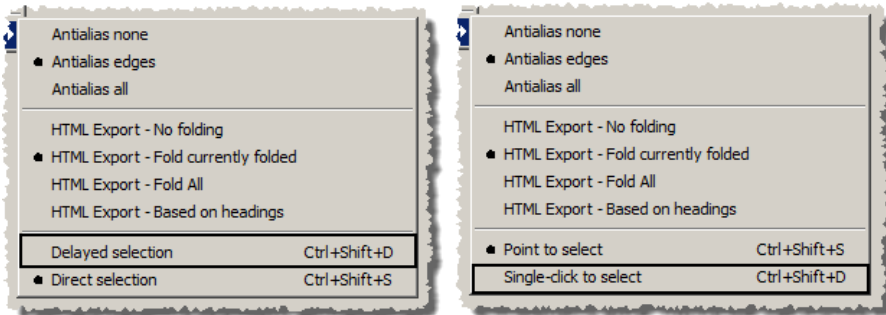 Antialias none
Antialias edges
Antialias all
HTML Export - No folding
HTML Export - Fold currently folded
HTML Export - Fold All
HTML Export - Based on headings
Delayed selection Ctrl+Shift+D
Direct selection Ctrl+Shift+S
Antialias none
Antialias edges
Antialias all
HTML Export - No folding
HTML Export - Fold currently folded
HTML Export - Fold All
HTML Export - Based on headings
Point to select Ctrl+Shift+S
Single-click to select Ctrl+Shift+D